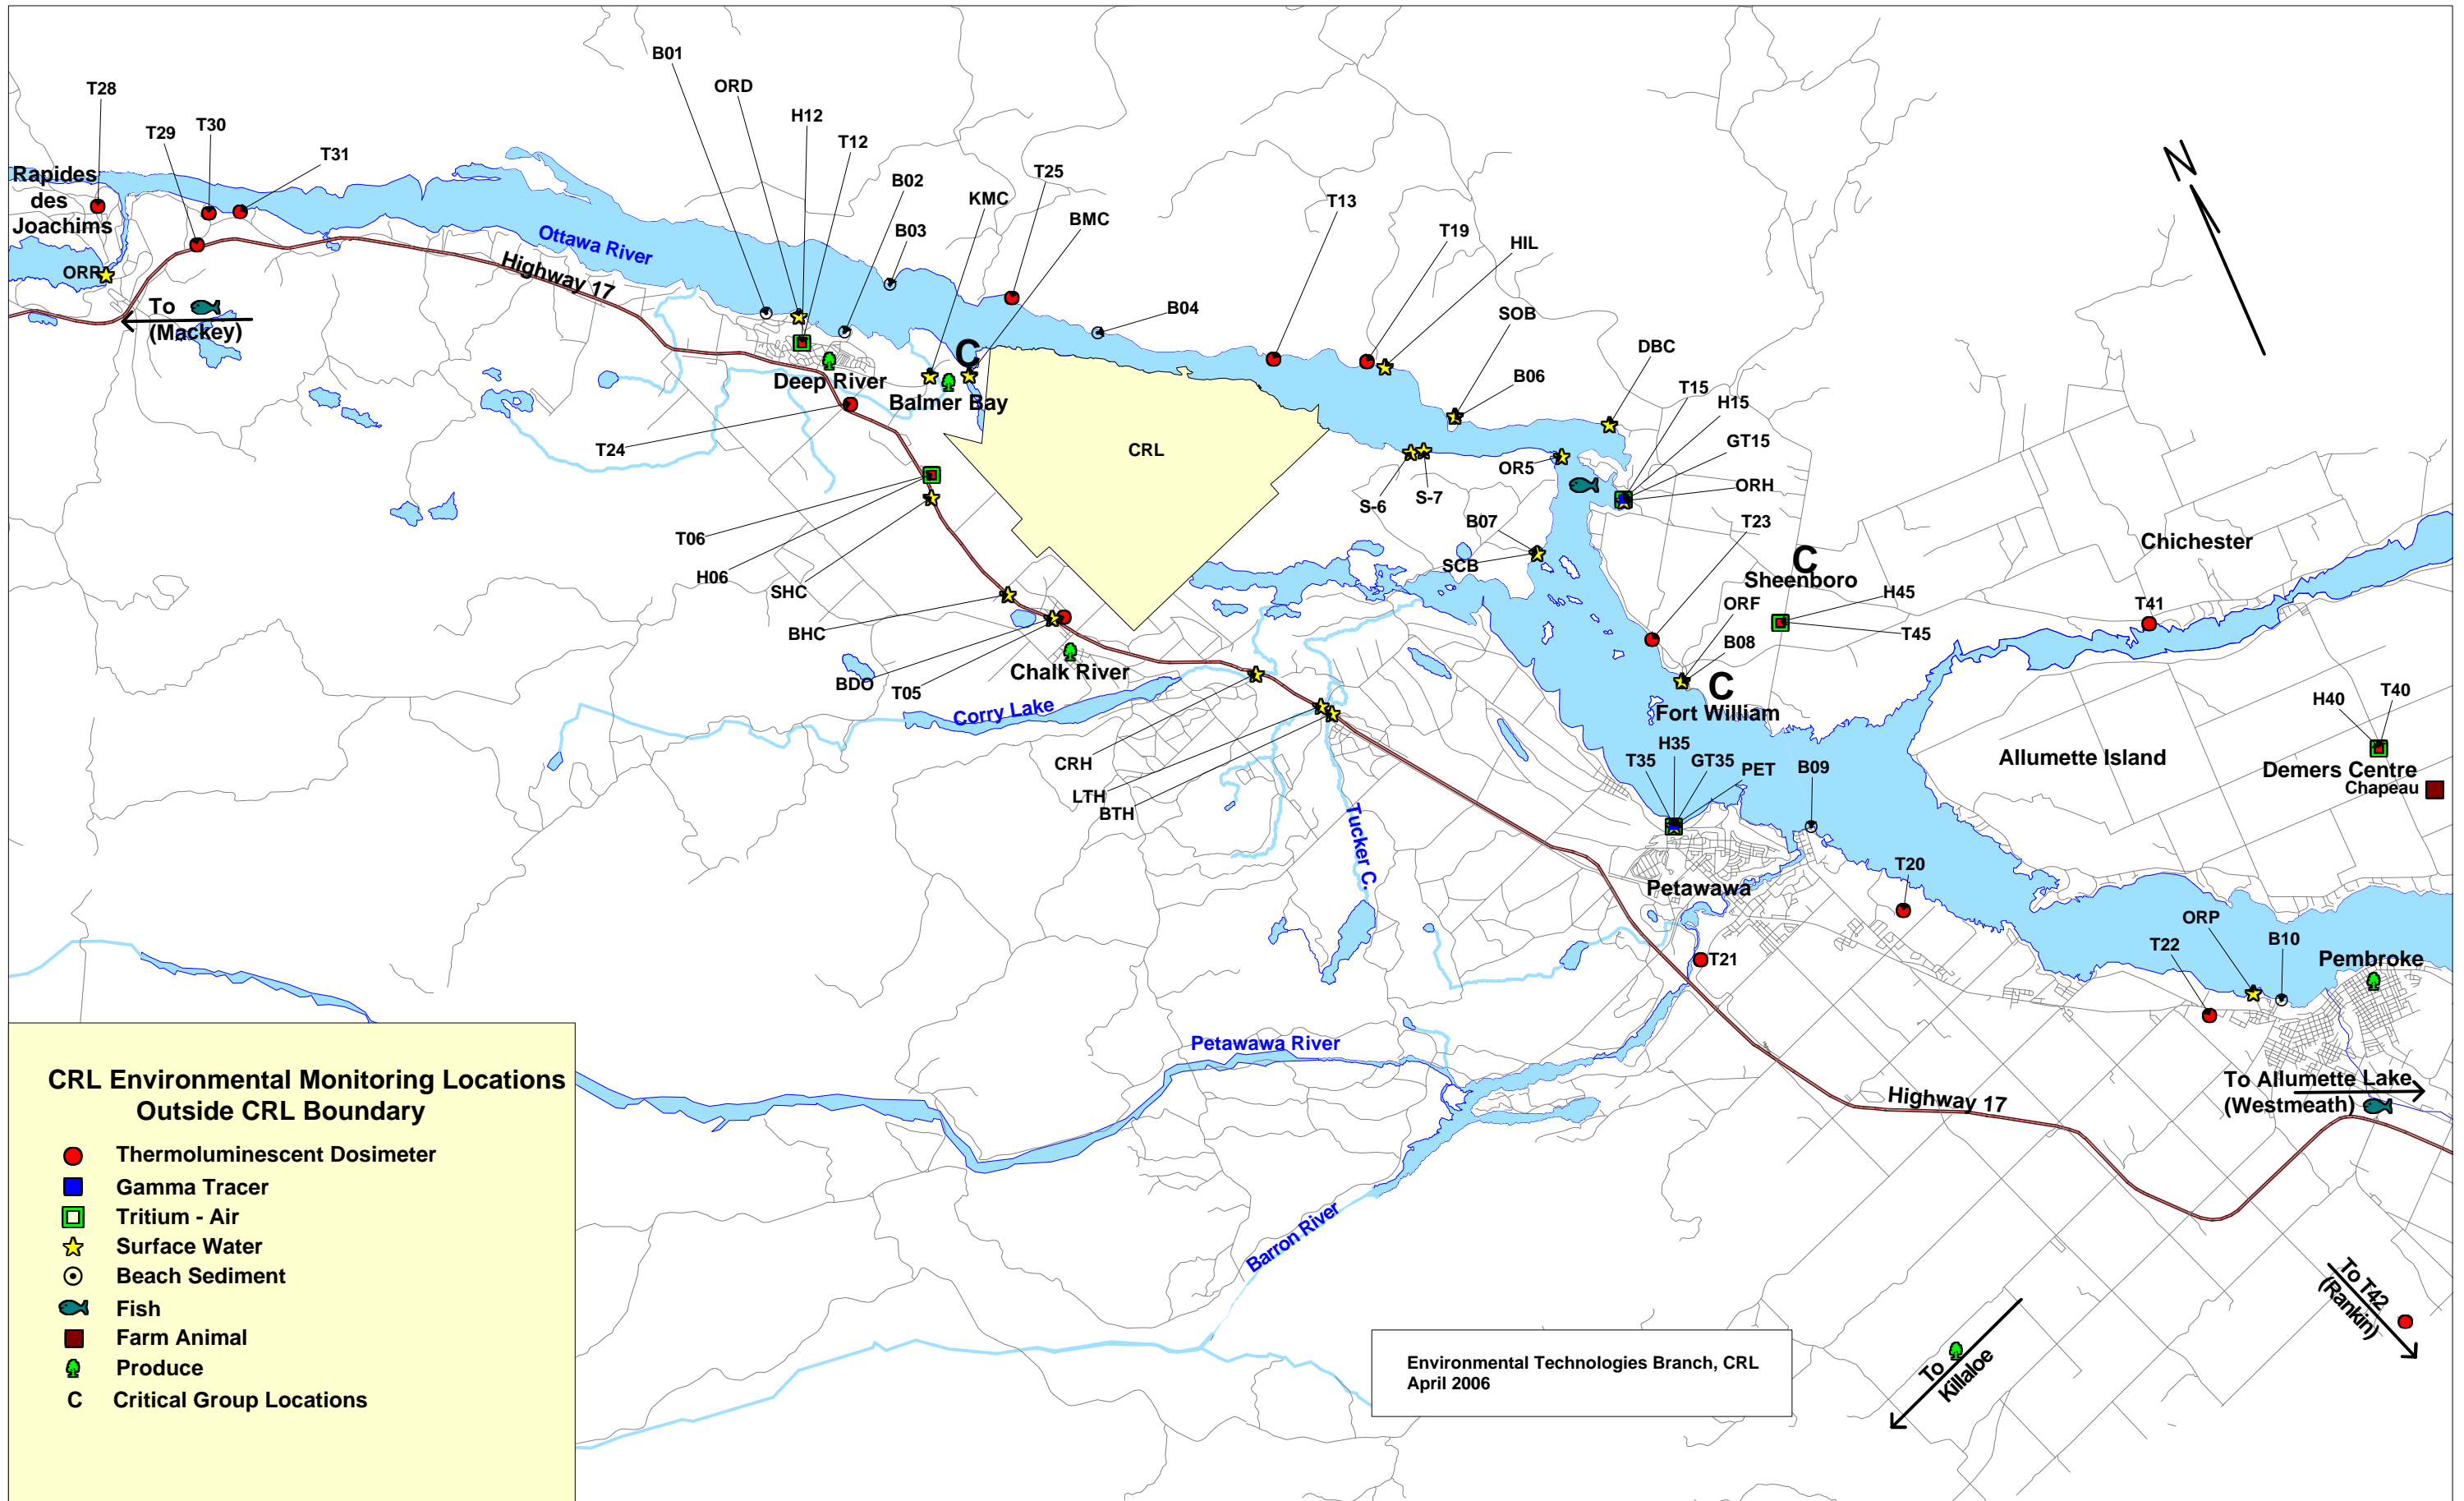 B01
ORD
T28
H12
T30
T29
T12
T31
Rapides
des
Joachims
B02
T25
KMC
BMC
T13
B03
T19
HIL
Ottawa River
Highway 17
ORR
To
(Mackey)
B04
SOB
DBC
B06
T15
H15
GT15
ORH
T23
C
Deep River
Balmer Bay
T24
CRL
OR5
S-6
S-7
B07
SCB
T06
H06
SHC
BHC
BDO
T05
Chalk River
Corry Lake
C
Sheenboro
Chichester
H45
T45
T41
ORF
B08
C
Fort William
H40
T40
CRH
LTH
BTH
Tucker C.
H35
T35
GT35
PET
B09
Allumette Island
Demers Centre
Chapeau
T20
Petawawa
T21
ORP
T22
B10
Pembroke
Petawawa River
Highway 17
To Allumette Lake
(Westmeath)
Barron River
To T42
(Rankin)
To
Killaloe
N
CRL Environmental Monitoring Locations
Outside CRL Boundary
Thermoluminescent Dosimeter
Gamma Tracer
Tritium - Air
Surface Water
Beach Sediment
Fish
Farm Animal
Produce
C Critical Group Locations
Environmental Technologies Branch, CRL
April 2006